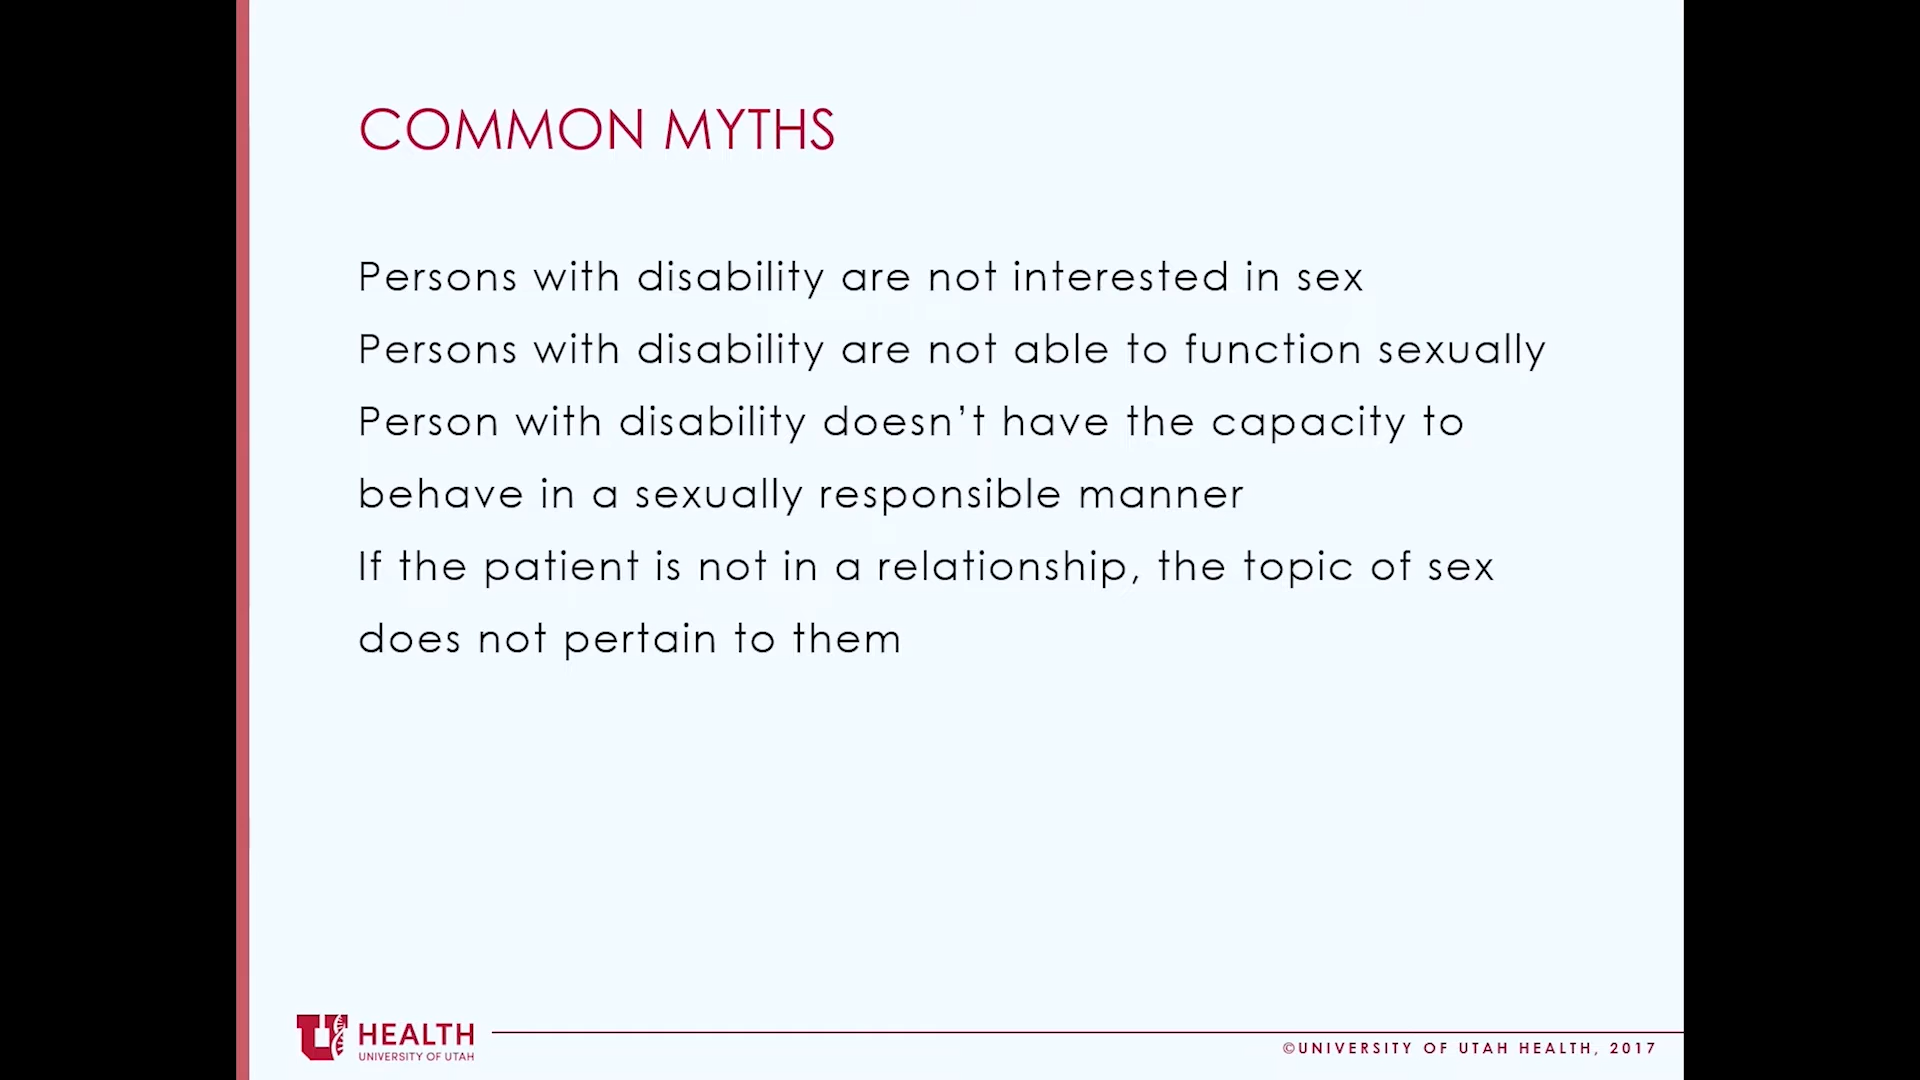 COMMON MYTHS
Persons with disability are not interested in sex
Persons with disability are not able to function sexually
Person with disability doesn’t have the capacity to
behave in a sexually responsible manner
If the patient is not in a relationship, the topic of sex
does not pertain to them
U HEALTH
UNIVERSITY OF UTAH
©UNIVERSITY OF UTAH HEALTH, 2017